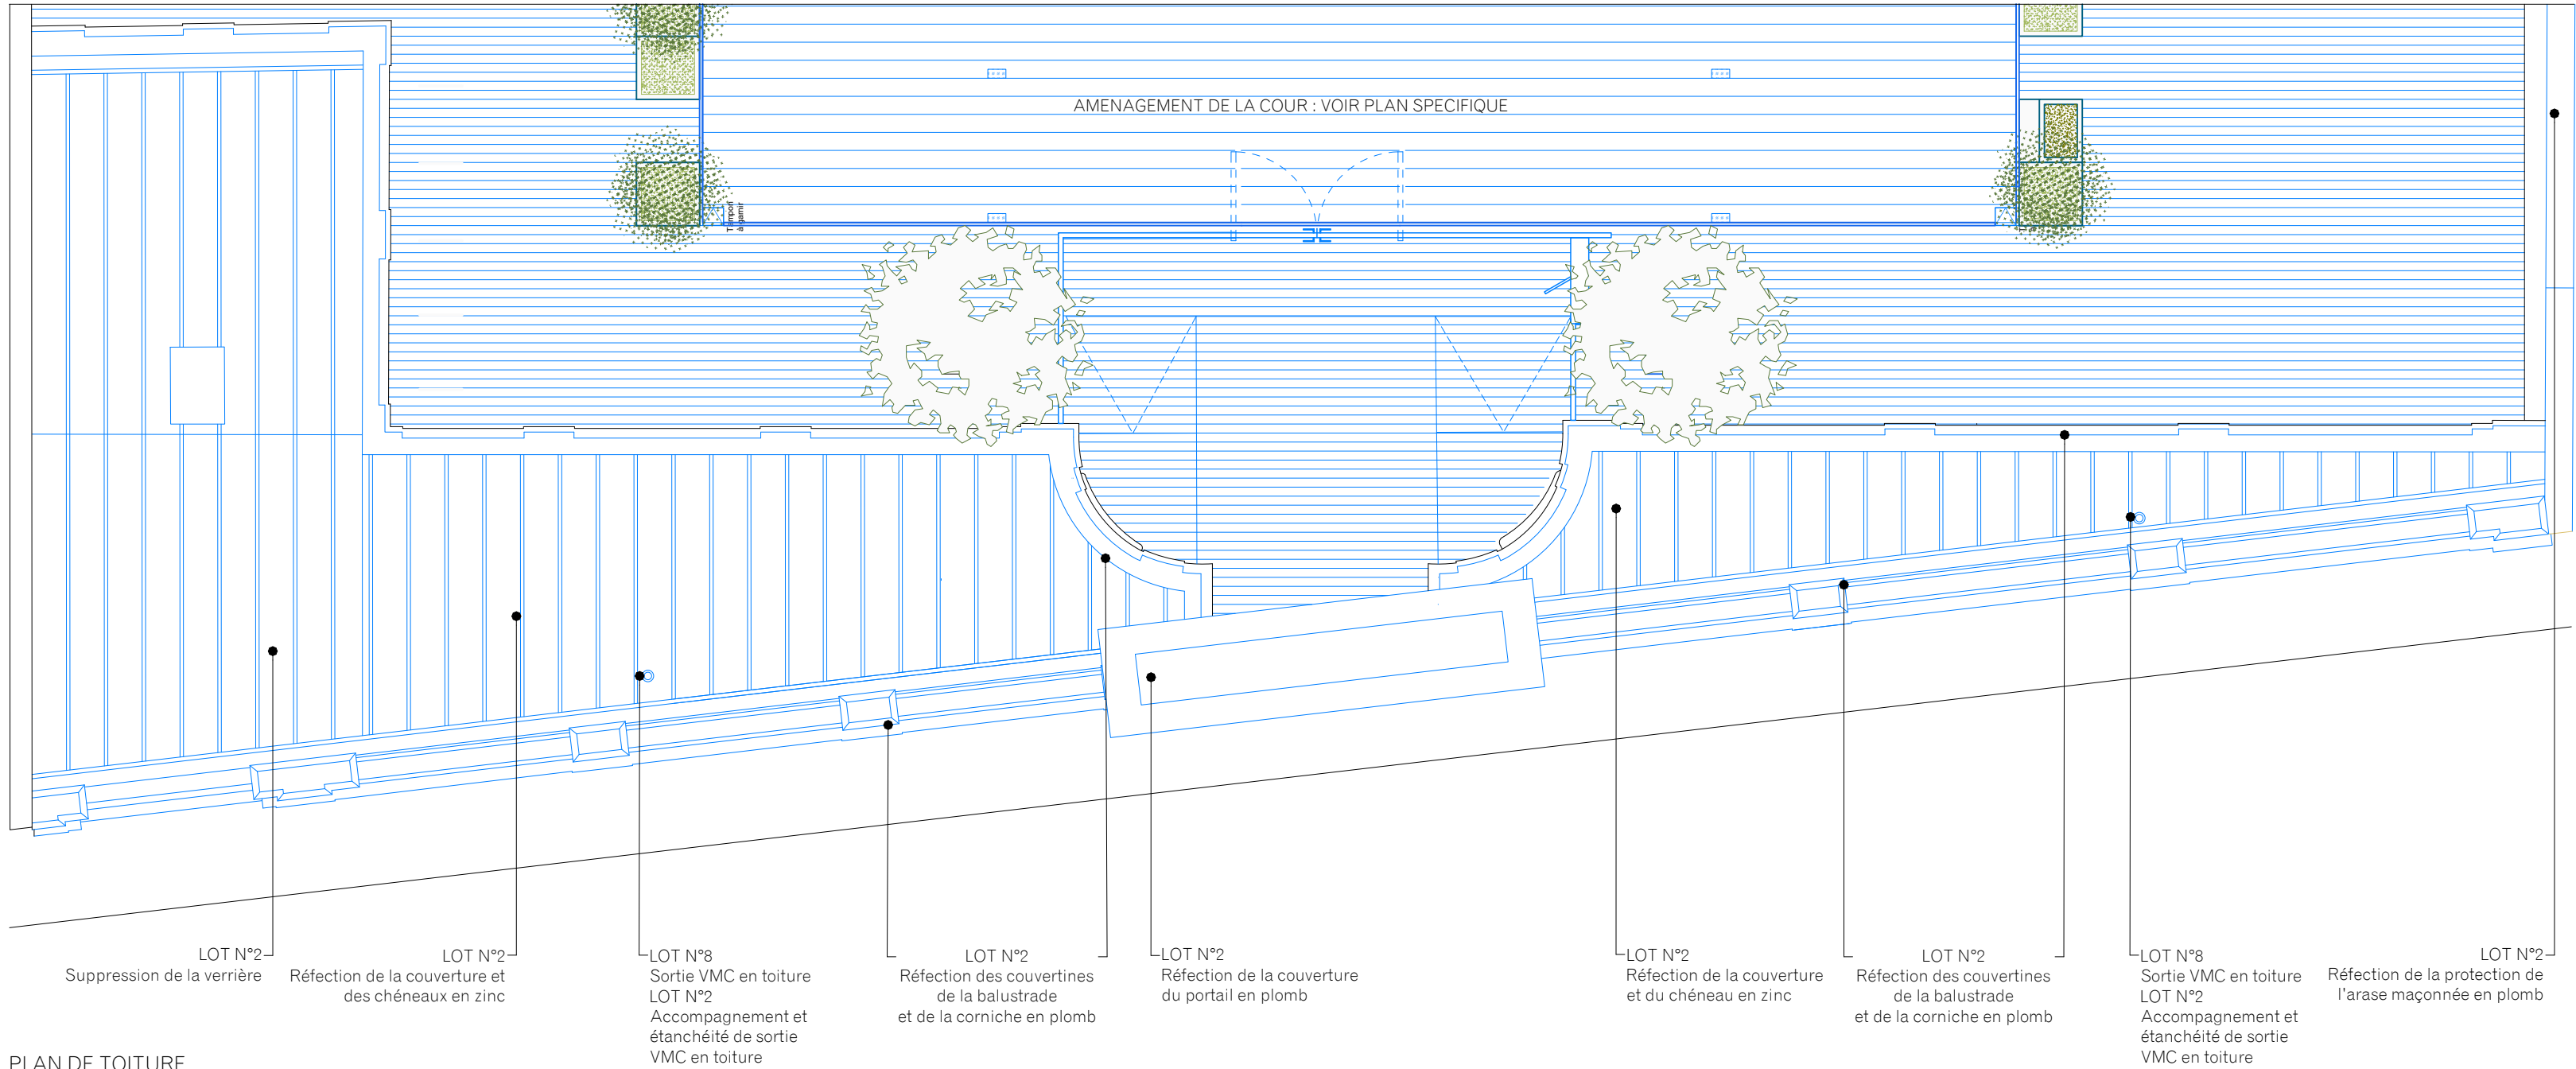 AMENAGEMENT DE LA COUR : VOIR PLAN SPECIFIQUE
Tampon
à garnir
LOT N°2
Suppression de la verrière
LOT N°2
Réfection de la couverture et
des chéneaux en zinc
LOT N°8
Sortie VMC en toiture
LOT N°2
Accompagnement et
étanchéité de sortie
VMC en toiture
LOT N°2
Réfection des couvertines
de la balustrade
et de la corniche en plomb
LOT N°2
Réfection de la couverture
du portail en plomb
LOT N°2
Réfection de la couverture
et du chéneau en zinc
LOT N°2
Réfection des couvertines
de la balustrade
et de la corniche en plomb
LOT N°8
Sortie VMC en toiture
LOT N°2
Accompagnement et
étanchéité de sortie
VMC en toiture
LOT N°2
Réfection de la protection de
l'arase maçonnée en plomb
PLAN DE TOITURE